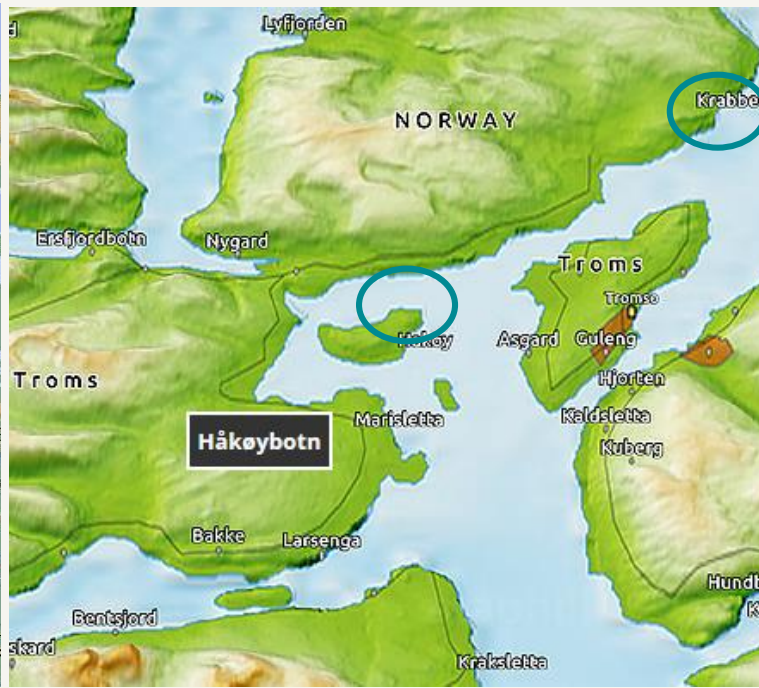 Lyfjorden
Krabbe
NORWAY
Ersfjordbotn
Nygard
Troms
Tromsø
Håkøy
Asgard
Guleng
Troms
Hjorten
Marisletta
Kaldsletta
Håkøybotn
Kuberg
Bakke
Larsenga
Hundb
Bentsjord
K
skard
Kraksletta